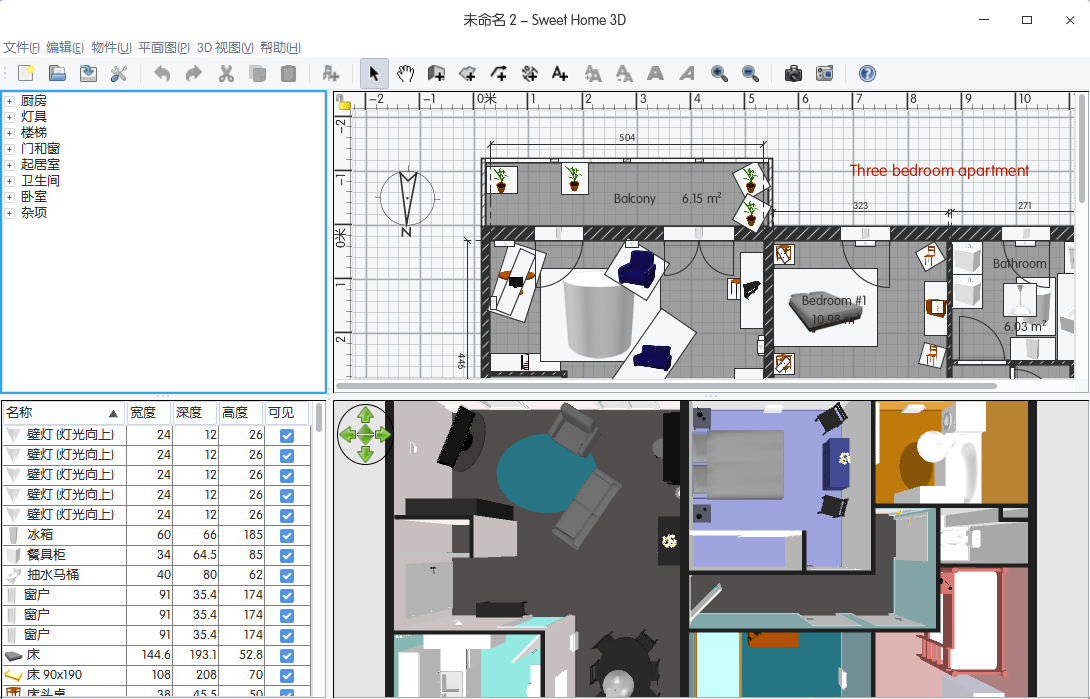 未命名 2 – Sweet Home 3D
文件(F) 编辑(E) 物件(U) 平面图(P) 3D 视图(V) 帮助(H)
厨房
灯具
楼梯
门和窗
起居室
卫生间
卧室
杂项
-2 -1 0米 1 2 3 4 5 6 7 8 9 10
-2
-1
0米
1
2
504
Three bedroom apartment
Balcony 6.15 m²
323
271
N
Bathroom
6.03 m²
Bedroom #1
10.98 m²
446
名称 宽度 深度 高度 可见
壁灯 (灯光向上) 24 12 26
壁灯 (灯光向上) 24 12 26
壁灯 (灯光向上) 24 12 26
壁灯 (灯光向上) 24 12 26
壁灯 (灯光向上) 24 12 26
冰箱 60 66 185
餐具柜 34 64.5 85
抽水马桶 40 80 62
窗户 91 35.4 174
窗户 91 35.4 174
窗户 91 35.4 174
床 144.6 193.1 52.8
床 90x190 108 208 70
床头桌 38 45.5 50